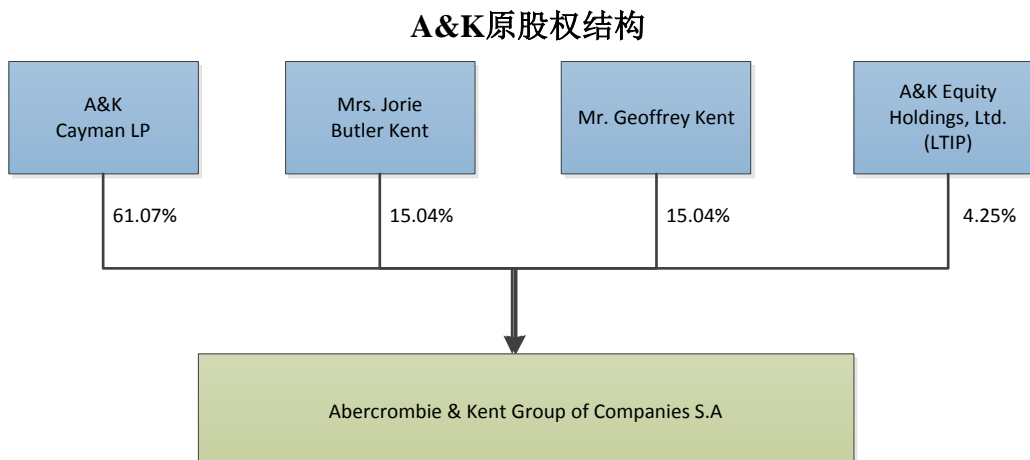 A&K原股权结构
A&K
Cayman LP
Mrs. Jorie
Butler Kent
Mr. Geoffrey Kent
A&K Equity
Holdings, Ltd.
(LTIP)
61.07%
15.04%
15.04%
4.25%
Abercrombie & Kent Group of Companies S.A